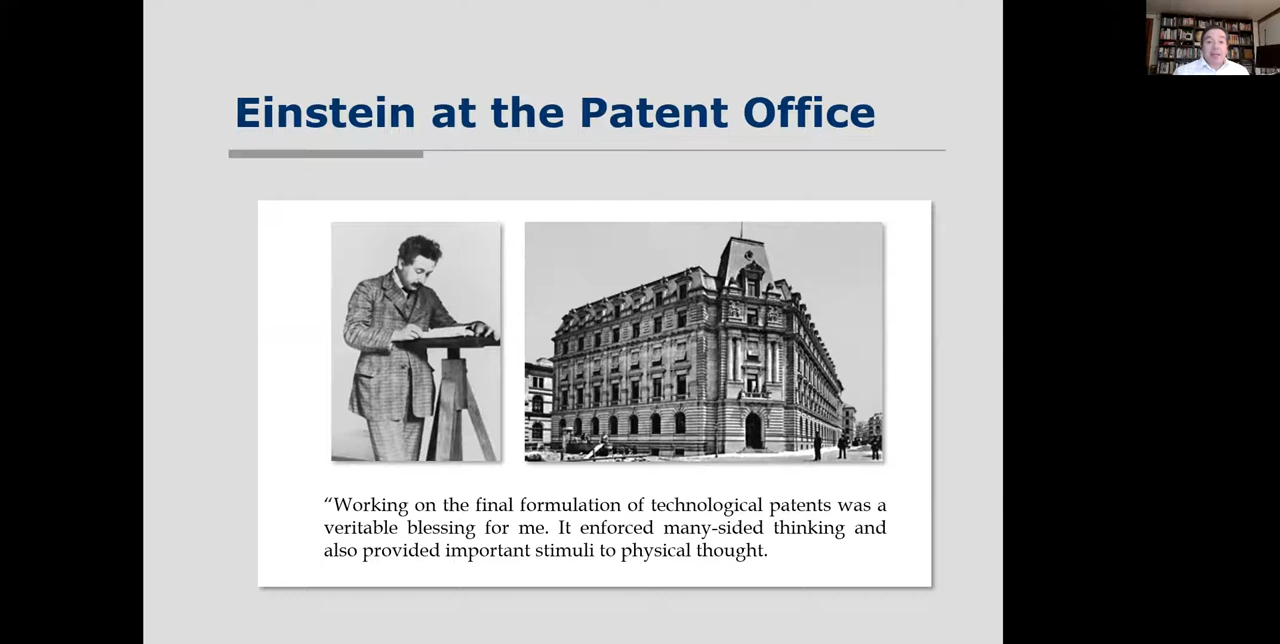 Einstein at the Patent Office
“Working on the final formulation of technological patents was a
veritable blessing for me. It enforced many-sided thinking and
also provided important stimuli to physical thought.